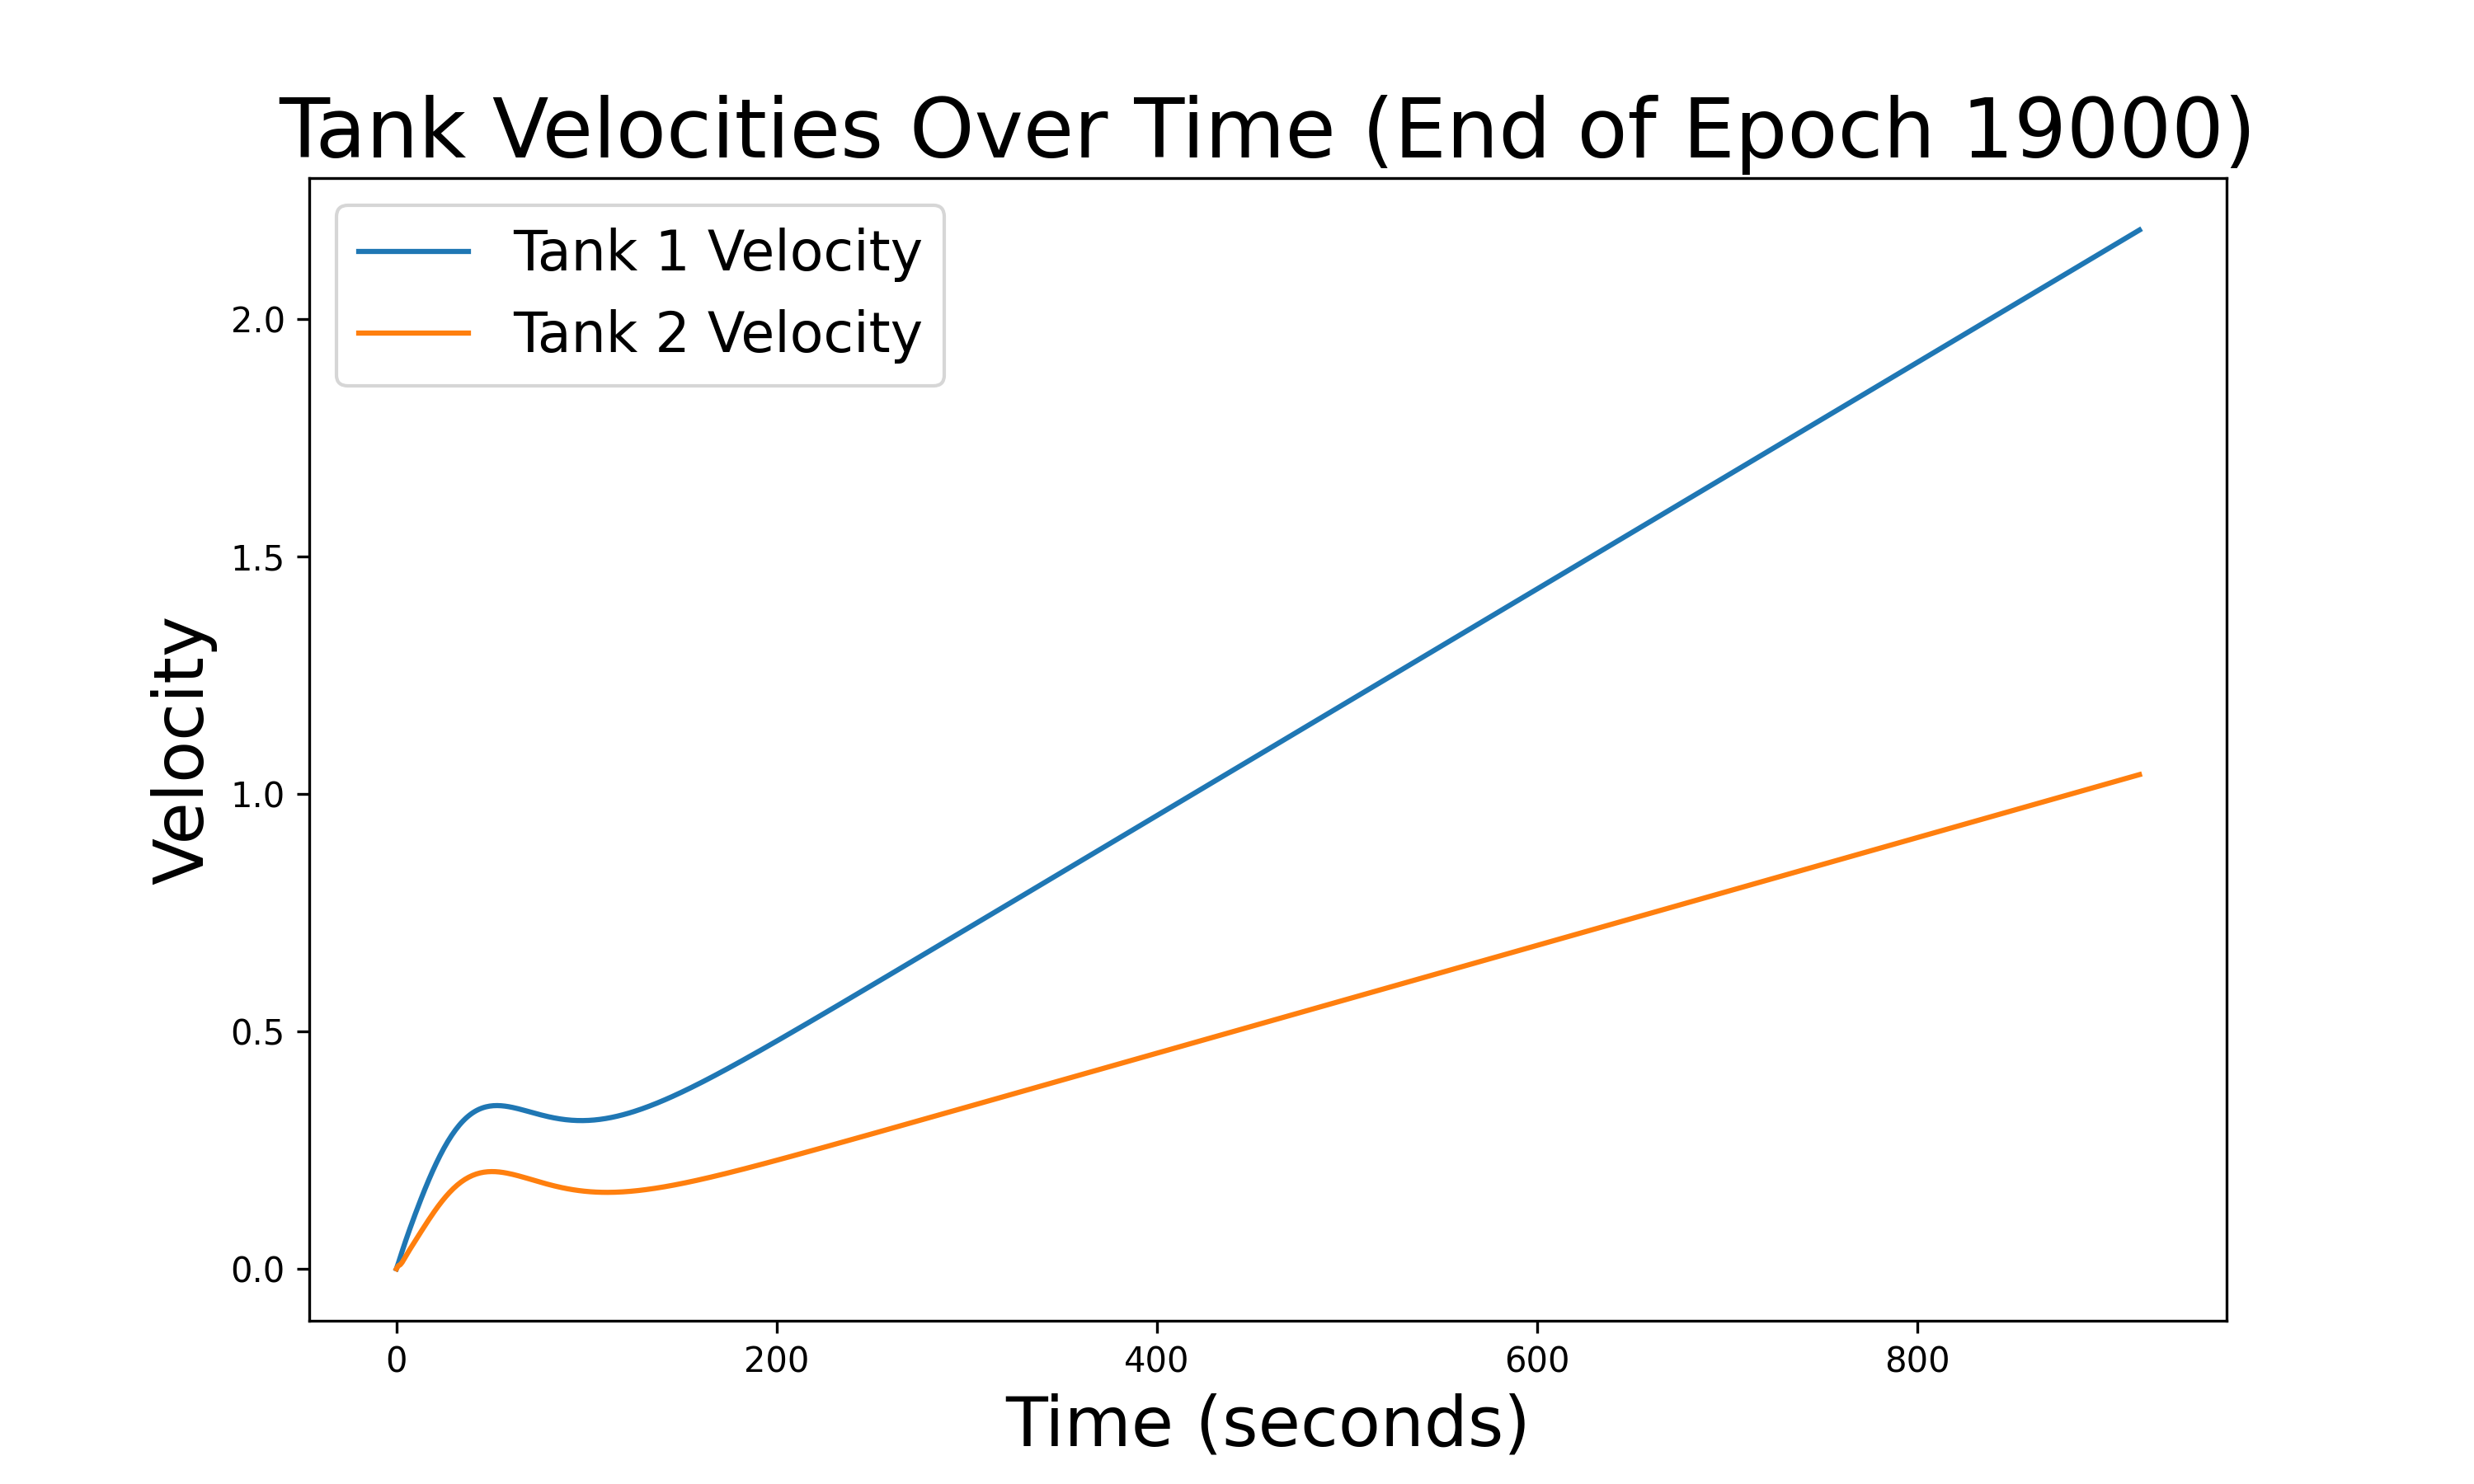 Tank Velocities Over Time (End of Epoch 19000)
Tank 1 Velocity
Tank 2 Velocity
Velocity
2.0
1.5
1.0
0.5
0.0
0 200 400 600 800
Time (seconds)